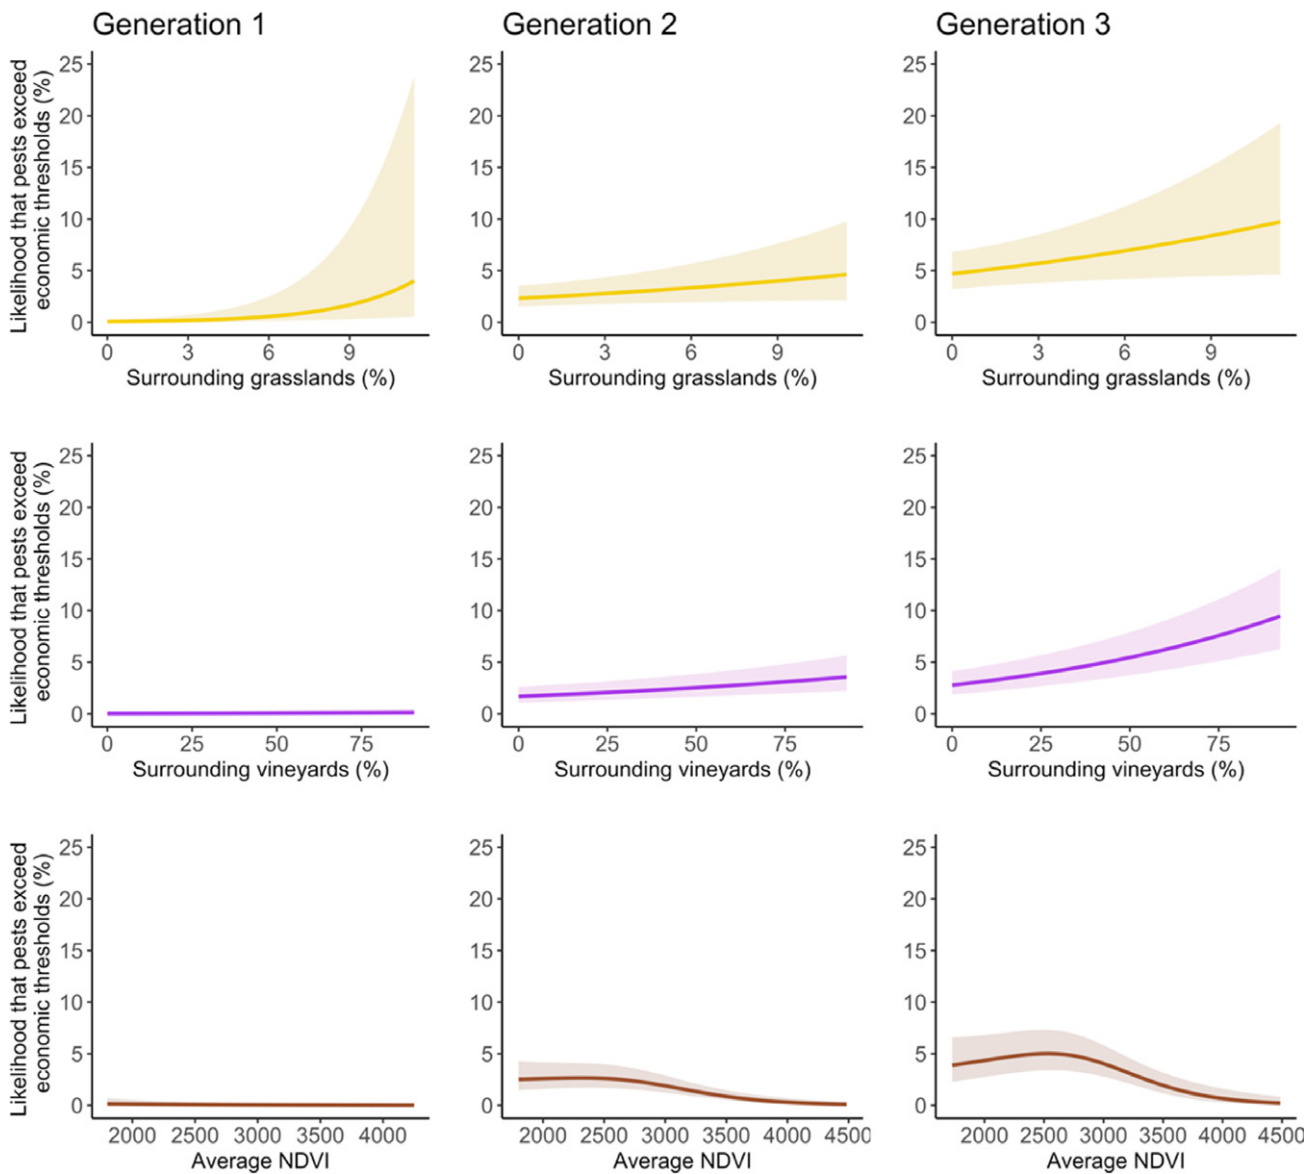 Generation 1
Generation 2
Generation 3
Likelihood that pests exceed
economic thresholds (%)
25
20
15
10
5
0
0 3 6 9
Surrounding grasslands (%)
25
20
15
10
5
0
0 3 6 9
Surrounding grasslands (%)
25
20
15
10
5
0
0 3 6 9
Surrounding grasslands (%)
Likelihood that pests exceed
economic thresholds (%)
25
20
15
10
5
0
0 25 50 75
Surrounding vineyards (%)
25
20
15
10
5
0
0 25 50 75
Surrounding vineyards (%)
25
20
15
10
5
0
0 25 50 75
Surrounding vineyards (%)
Likelihood that pests exceed
economic thresholds (%)
25
20
15
10
5
0
2000 2500 3000 3500 4000
Average NDVI
25
20
15
10
5
0
2000 2500 3000 3500 4000 4500
Average NDVI
25
20
15
10
5
0
2000 2500 3000 3500 4000 4500
Average NDVI